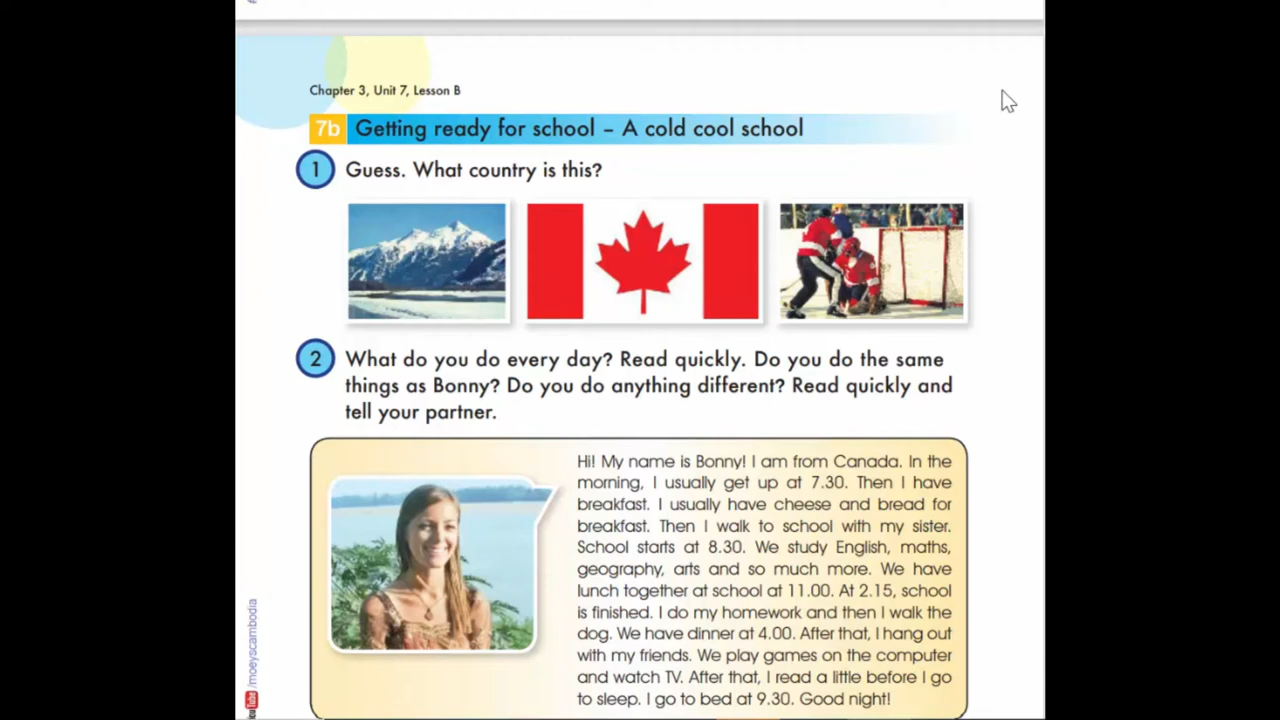 Chapter 3, Unit 7, Lesson B
7b Getting ready for school – A cold cool school
1 Guess. What country is this?
2 What do you do every day? Read quickly. Do you do the same
things as Bonny? Do you do anything different? Read quickly and
tell your partner.
Hi! My name is Bonny! I am from Canada. In the
morning, I usually get up at 7.30. Then I have
breakfast. I usually have cheese and bread for
breakfast. Then I walk to school with my sister.
School starts at 8.30. We study English, maths,
geography, arts and so much more. We have
lunch together at school at 11.00. At 2.15, school
is finished. I do my homework and then I walk the
dog. We have dinner at 4.00. After that, I hang out
with my friends. We play games on the computer
and watch TV. After that, I read a little before I go
to sleep. I go to bed at 9.30. Good night!
/moeyscambodia